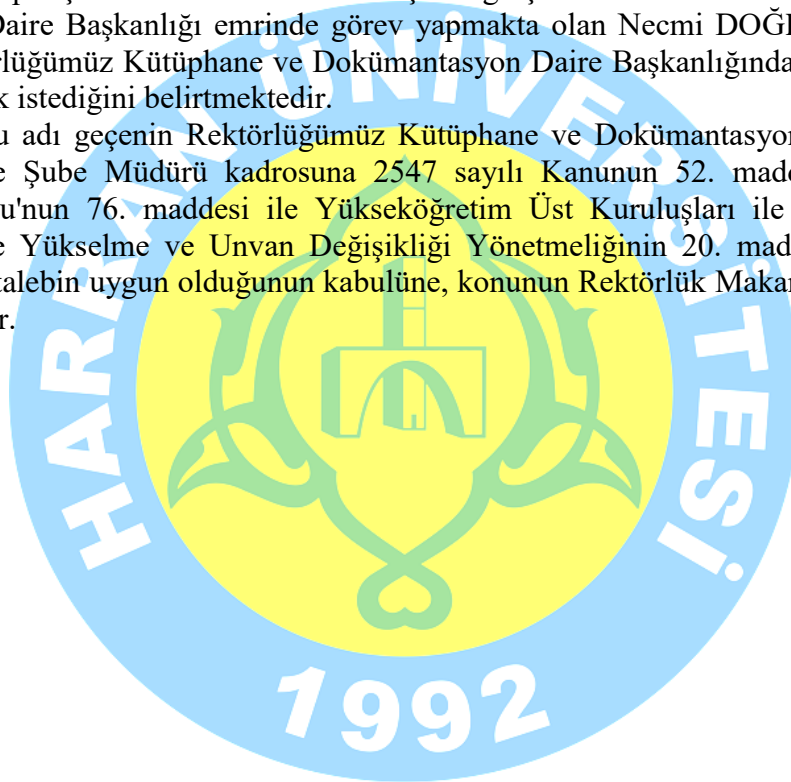 Daire Başkanlığı emrinde görev yapmakta olan Necmi DOĞ
rlüğümüz Kütüphane ve Dokümantasyon Daire Başkanlığında
k istediğini belirtmektedir.
u adı geçenin Rektörlüğümüz Kütüphane ve Dokümantasyon
e Şube Müdürü kadrosuna 2547 sayılı Kanunun 52. madd
u'nun 76. maddesi ile Yükseköğretim Üst Kuruluşları ile
e Yükselme ve Unvan Değişikliği Yönetmeliğinin 20. mad
talebin uygun olduğunun kabulüne, konunun Rektörlük Maka
r.
HARRAN ÜNİVERSİTESİ
1992